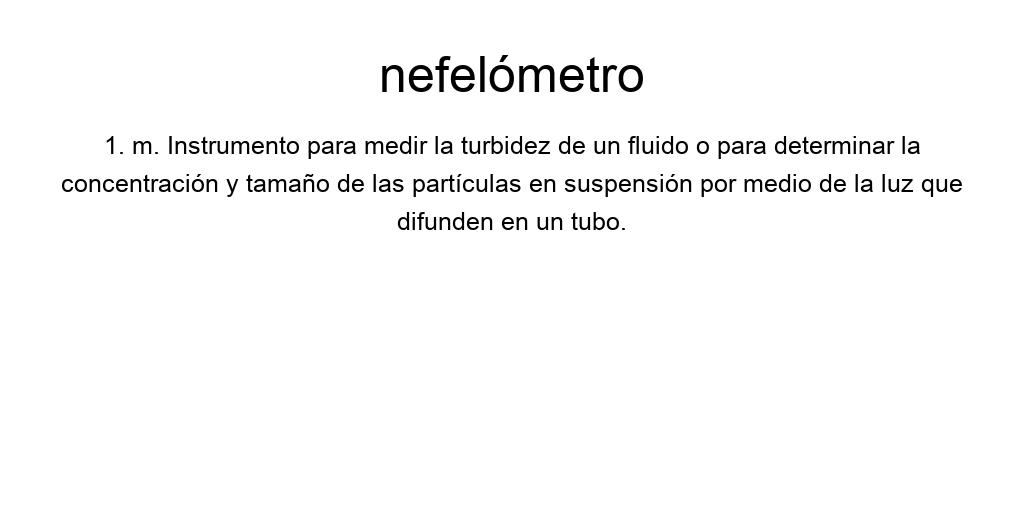 nefelómetro
1. m. Instrumento para medir la turbidez de un fluido o para determinar la
concentración y tamaño de las partículas en suspensión por medio de la luz que
difunden en un tubo.